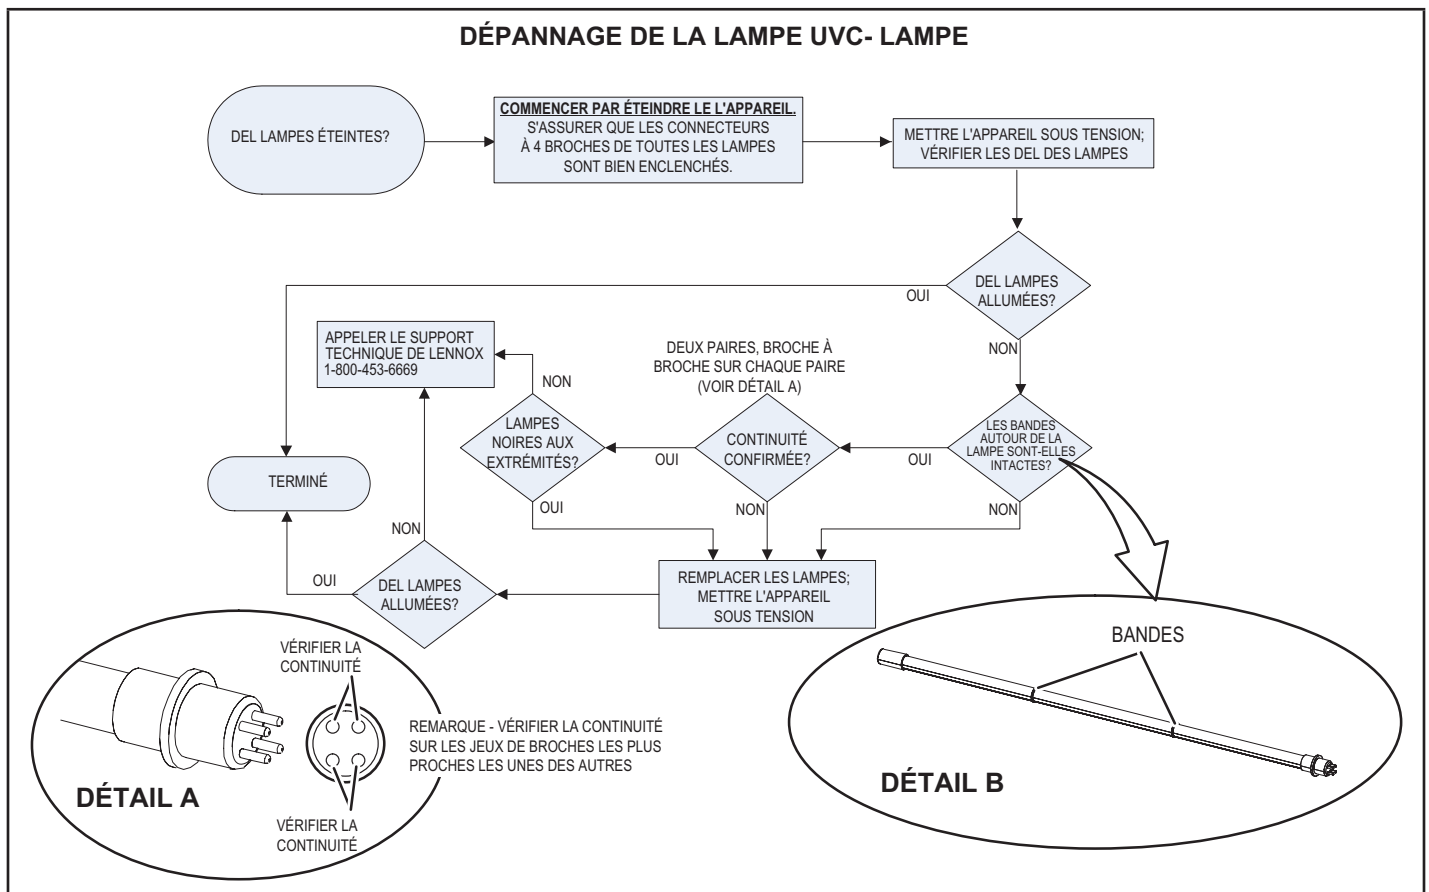 DÉPANNAGE DE LA LAMPE UVC- LAMPE
DEL LAMPES ÉTEINTES?
COMMENCER PAR ÉTEINDRE LE L'APPAREIL.
S'ASSURER QUE LES CONNECTEURS
À 4 BROCHES DE TOUTES LES LAMPES
SONT BIEN ENCLENCHÉS.
METTRE L'APPAREIL SOUS TENSION;
VÉRIFIER LES DEL DES LAMPES
DEL LAMPES
ALLUMÉES?
OUI
NON
APPELER LE SUPPORT
TECHNIQUE DE LENNOX
1-800-453-6669
DEUX PAIRES, BROCHE À
BROCHE SUR CHAQUE PAIRE
(VOIR DÉTAIL A)
NON
LAMPES
NOIRES AUX
EXTRÉMITÉS?
OUI
CONTINUITÉ
CONFIRMÉE?
OUI
LES BANDES
AUTOUR DE LA
LAMPE SONT-ELLES
INTACTES?
TERMINÉ
OUI
NON
NON
NON
REMPLACER LES LAMPES;
METTRE L'APPAREIL
SOUS TENSION
DEL LAMPES
ALLUMÉES?
OUI
VÉRIFIER LA
CONTINUITÉ
REMARQUE - VÉRIFIER LA CONTINUITÉ
SUR LES JEUX DE BROCHES LES PLUS
PROCHES LES UNES DES AUTRES
DÉTAIL A
VÉRIFIER LA
CONTINUITÉ
BANDES
DÉTAIL B